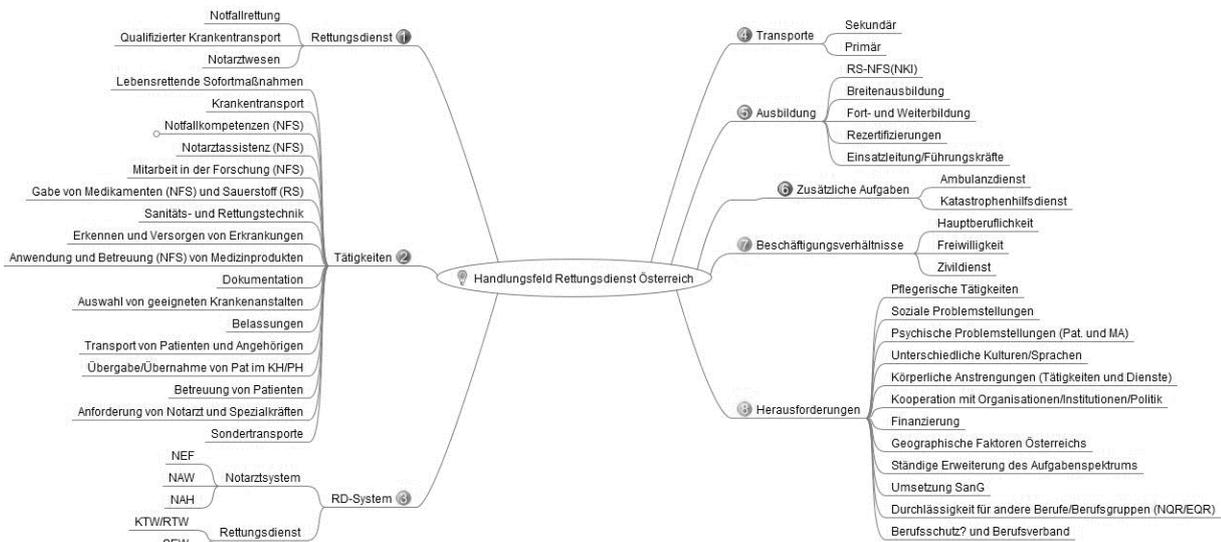 Handlungsfeld Rettungsdienst Österreich
1 Rettungsdienst
Notfallrettung
Qualifizierter Krankentransport
Notarztwesen
2 Tätigkeiten
Lebensrettende Sofortmaßnahmen
Krankentransport
Notfallkompetenzen (NFS)
Notarztassistenz (NFS)
Mitarbeit in der Forschung (NFS)
Gabe von Medikamenten (NFS) und Sauerstoff (RS)
Sanitäts- und Rettungstechnik
Erkennen und Versorgen von Erkrankungen
Anwendung und Betreuung (NFS) von Medizinprodukten
Dokumentation
Auswahl von geeigneten Krankenanstalten
Belassungen
Transport von Patienten und Angehörigen
Übergabe/Übernahme von Pat im KH/PH
Betreuung von Patienten
Anforderung von Notarzt und Spezialkräften
Sondertransporte
3 RD-System
Notarztsystem
NEF
NAW
NAH
Rettungsdienst
KTW/RTW
4 Transporte
Sekundär
Primär
5 Ausbildung
RS-NFS(NKI)
Breitenausbildung
Fort- und Weiterbildung
Rezertifizierungen
Einsatzleitung/Führungskräfte
6 Zusätzliche Aufgaben
Ambulanzdienst
Katastrophenhilfsdienst
7 Beschäftigungsverhältnisse
Hauptberuflichkeit
Freiwilligkeit
Zivildienst
8 Herausforderungen
Pflegerische Tätigkeiten
Soziale Problemstellungen
Psychische Problemstellungen (Pat. und MA)
Unterschiedliche Kulturen/Sprachen
Körperliche Anstrengungen (Tätigkeiten und Dienste)
Kooperation mit Organisationen/Institutionen/Politik
Finanzierung
Geographische Faktoren Österreichs
Ständige Erweiterung des Aufgabenspektrums
Umsetzung SanG
Durchlässigkeit für andere Berufe/Berufsgruppen (NQR/EQR)
Berufsschutz? und Berufsverband